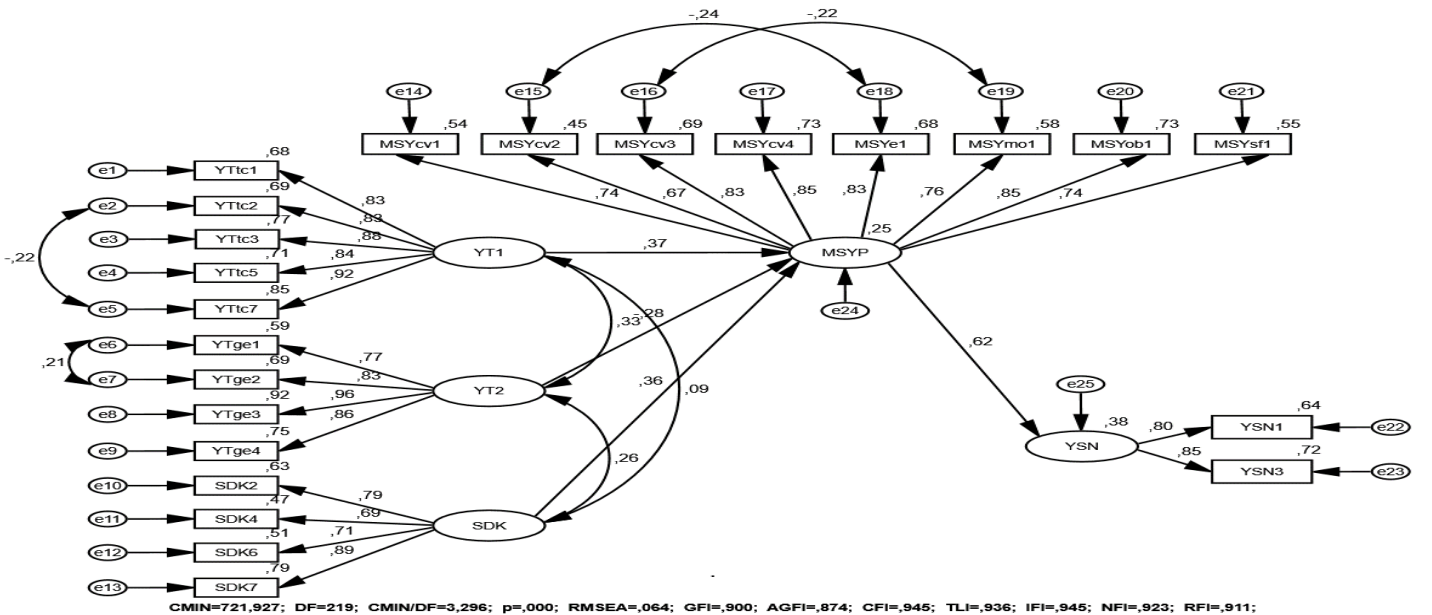 -,24 -,22
e14 e15 e16 e17 e18 e19 e20 e21
,54 ,45 ,69 ,73 ,68 ,58 ,73 ,55
MSYcv1 MSYcv2 MSYcv3 MSYcv4 MSYe1 MSYmo1 MSYob1 MSYsf1
,74 ,67 ,83 ,85 ,83 ,76 ,85 ,74
,68
e1 YTtc1
,83
,69
e2 YTtc2
,83
,77
e3 YTtc3
,88
,71
-,22
e4 YTtc5
,84
,92
,85
e5 YTtc7
YT1 ,37 MSYP ,25
e24
,59
e6 YTge1
,77
,21
,69
e7 YTge2
,83
,92
e8 YTge3
,96
,86
,75
e9 YTge4
YT2 ,33 -,28
,36 ,09
,26
,62
e25
,38
YSN
,80 ,64
YSN1 e22
,85 ,72
YSN3 e23
,63
e10 SDK2
,79
,47
e11 SDK4
,69
,51
e12 SDK6
,71
,89
,79
e13 SDK7
SDK
CMIN=721,927; DF=219; CMIN/DF=3,296; p=,000; RMSEA=,064; GFI=,900; AGFI=,874; CFI=,945; TLI=,936; IFI=,945; NFI=,923; RFI=,911;